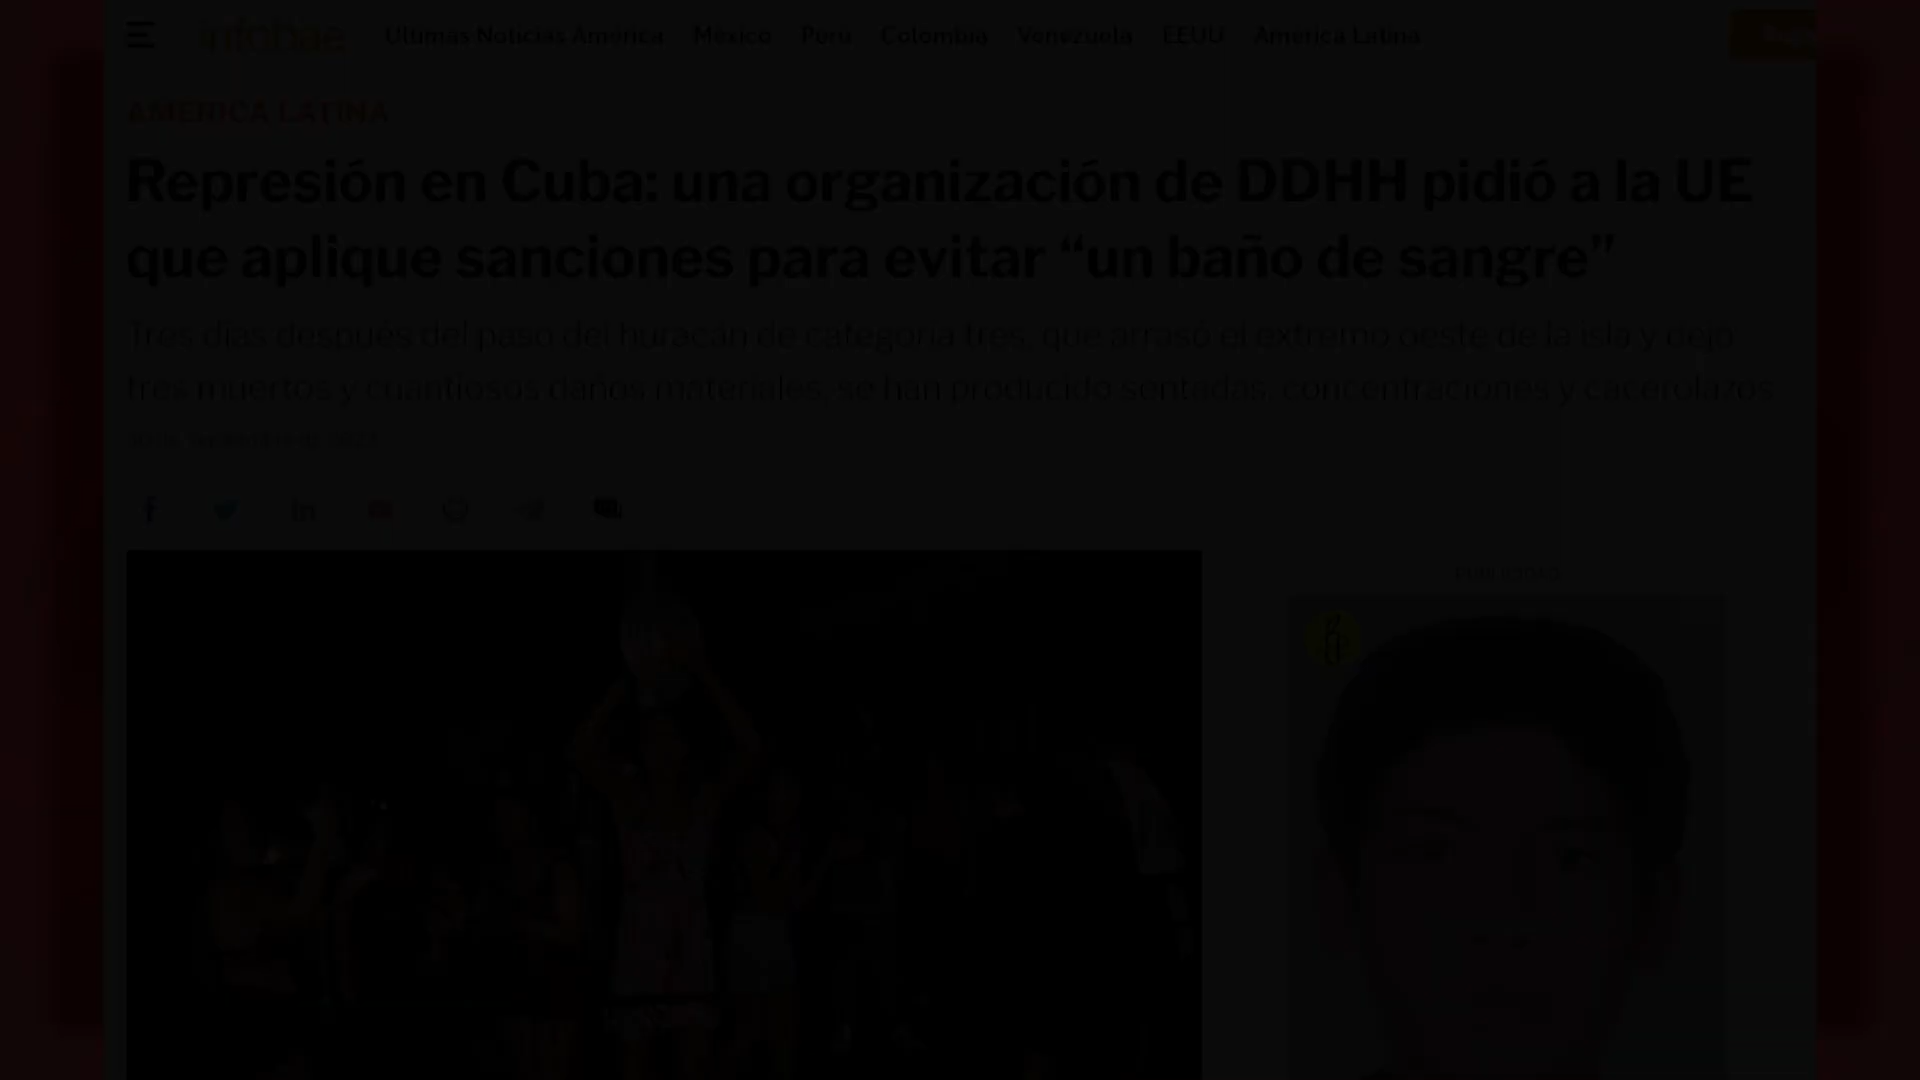 infobae Ultimas Noticias América México Perú Colombia Venezuela EEUU América Latina
AMÉRICA LATINA
Represión en Cuba: una organización de DDHH pidió a la UE
que aplique sanciones para evitar “un baño de sangre”
Tres días después del paso del huracán de categoría tres, que arrasó el extremo oeste de la isla y dejó
tres muertos y cuantiosos daños materiales, se han producido sentadas, concentraciones y cacerolazos
PUBLICIDAD